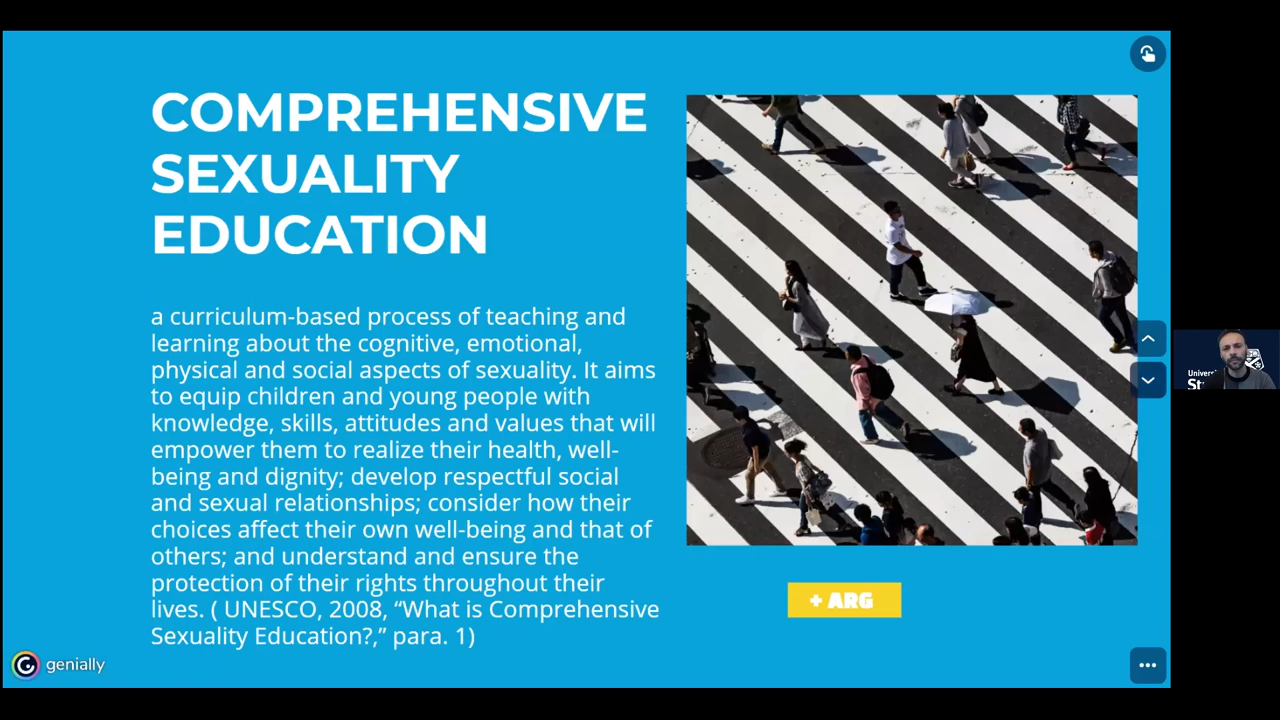 COMPREHENSIVE
SEXUALITY
EDUCATION
a curriculum-based process of teaching and
learning about the cognitive, emotional,
physical and social aspects of sexuality. It aims
to equip children and young people with
knowledge, skills, attitudes and values that will
empower them to realize their health, well-
being and dignity; develop respectful social
and sexual relationships; consider how their
choices affect their own well-being and that of
others; and understand and ensure the
protection of their rights throughout their
lives. ( UNESCO, 2008, “What is Comprehensive
Sexuality Education?,” para. 1)
+ ARG
genially